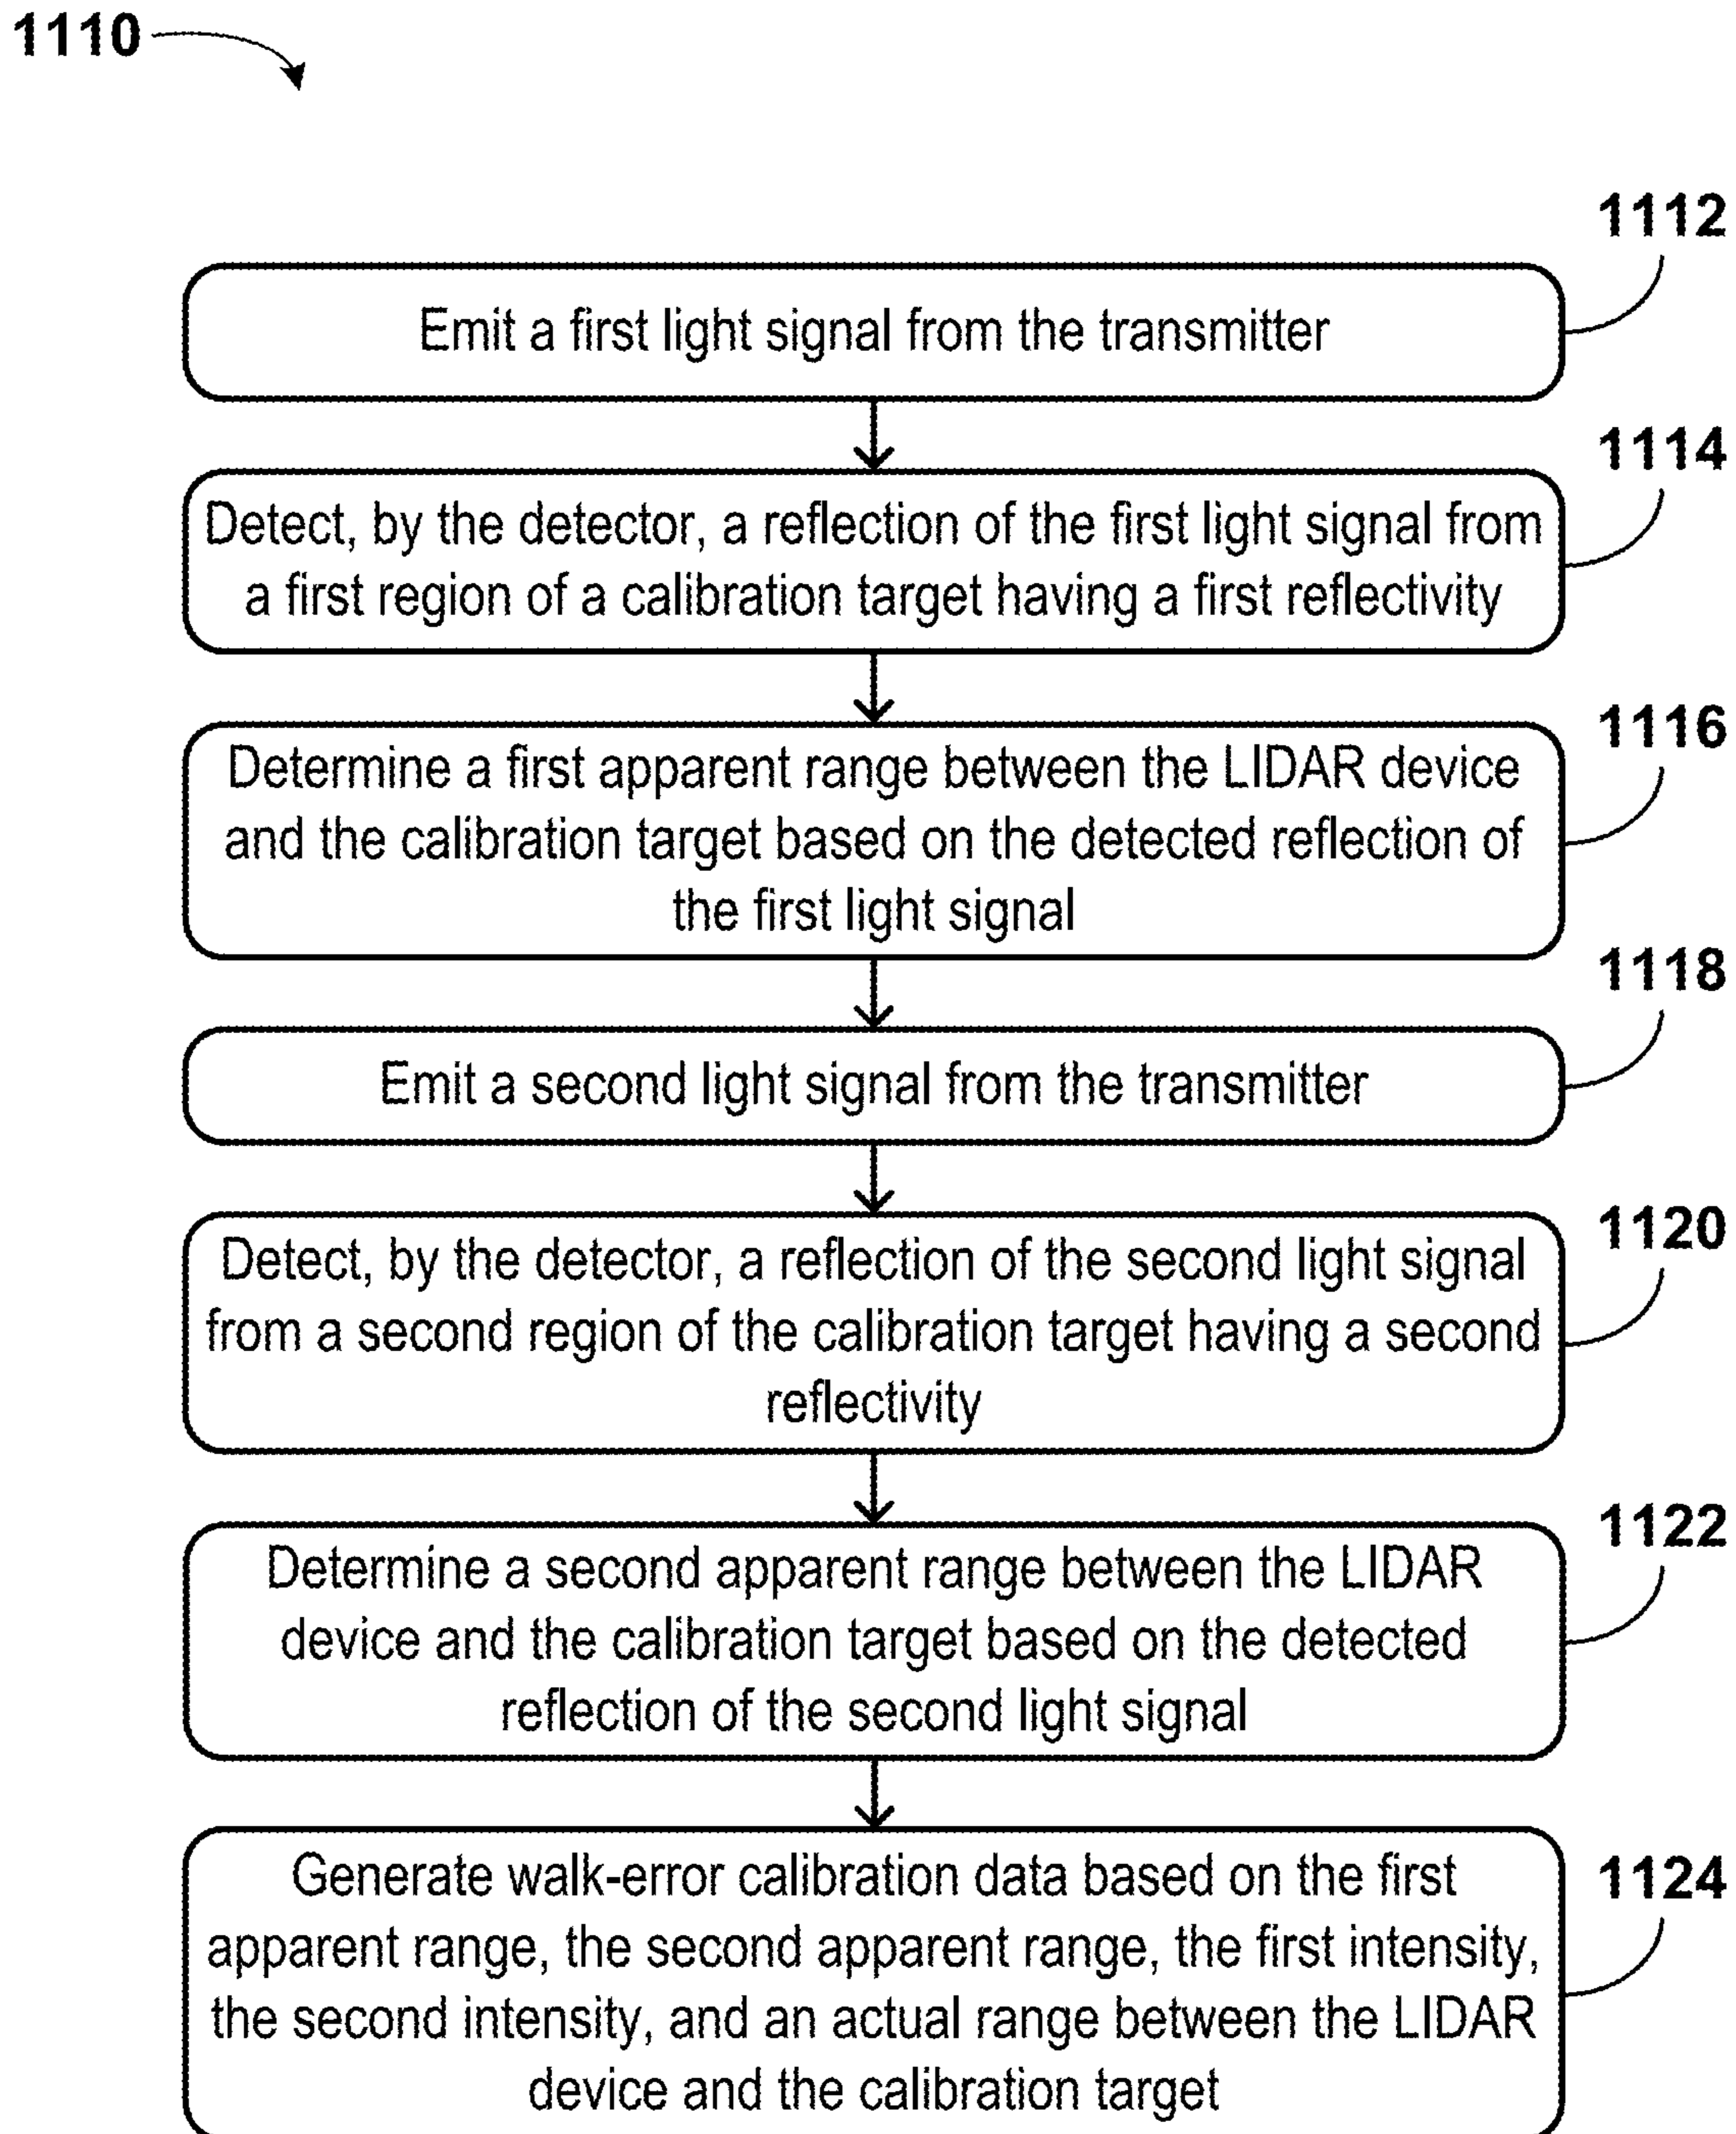 1110
1112
Emit a first light signal from the transmitter
1114
Detect, by the detector, a reflection of the first light signal from
a first region of a calibration target having a first reflectivity
1116
Determine a first apparent range between the LIDAR device
and the calibration target based on the detected reflection of
the first light signal
1118
Emit a second light signal from the transmitter
1120
Detect, by the detector, a reflection of the second light signal
from a second region of the calibration target having a second
reflectivity
1122
Determine a second apparent range between the LIDAR
device and the calibration target based on the detected
reflection of the second light signal
1124
Generate walk-error calibration data based on the first
apparent range, the second apparent range, the first intensity,
the second intensity, and an actual range between the LIDAR
device and the calibration target